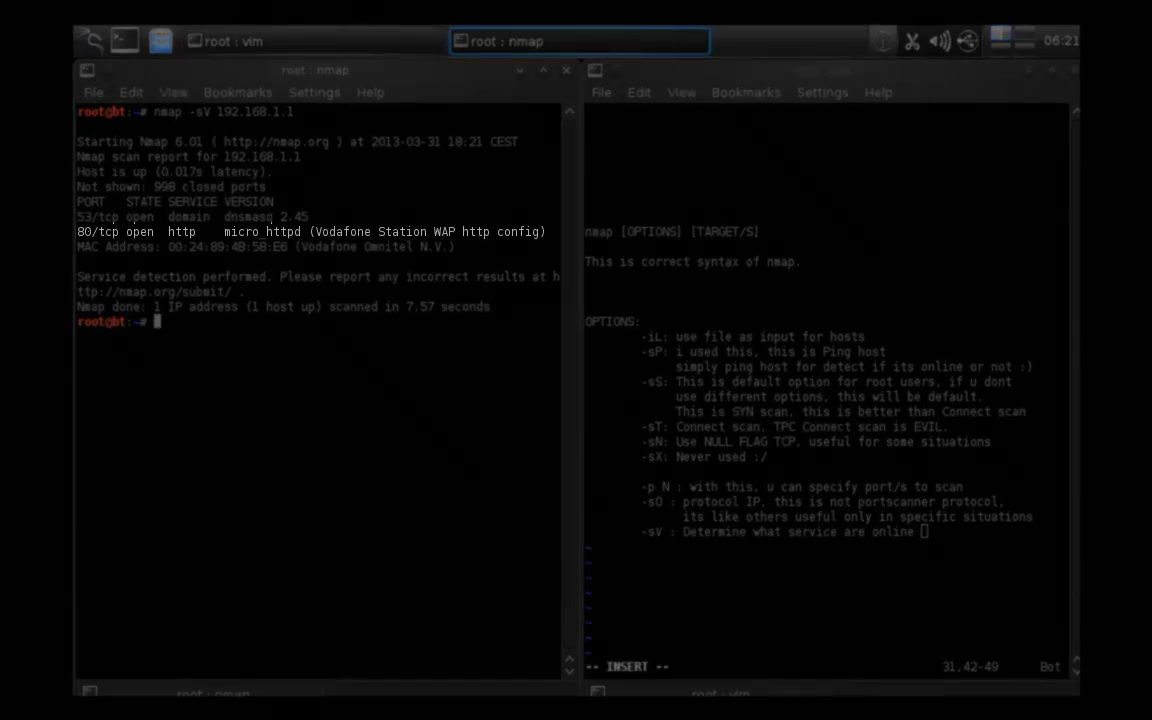 root : vim
root : nmap
06:21
root : nmap
File Edit View Bookmarks Settings Help
root@bt:~# nmap -sV 192.168.1.1
Starting Nmap 6.01 ( http://nmap.org ) at 2013-03-31 18:21 CEST
Nmap scan report for 192.168.1.1
Host is up (0.017s latency).
Not shown: 998 closed ports
PORT STATE SERVICE VERSION
53/tcp open domain dnsmasq 2.45
80/tcp open http micro_httpd (Vodafone Station WAP http config)
MAC Address: 00:24:89:4B:58:E6 (Vodafone Omnitel N.V.)
Service detection performed. Please report any incorrect results at h
ttp://nmap.org/submit/ .
Nmap done: 1 IP address (1 host up) scanned in 7.57 seconds
root@bt:~#
root : nmap
File Edit View Bookmarks Settings Help
nmap [OPTIONS] [TARGET/S]
This is correct syntax of nmap.
OPTIONS:
-iL: use file as input for hosts
-sP: i used this, this is Ping host
simply ping host for detect if its online or not :)
-sS: This is default option for root users, if u dont
use different options, this will be default.
This is SYN scan, this is better than Connect scan
-sT: Connect scan, TPC Connect scan is EVIL.
-sN: Use NULL FLAG TCP, useful for some situations
-sX: Never used :/
-p N : with this, u can specify port/s to scan
-sO : protocol IP, this is not portscanner protocol,
its like others useful only in specific situations
-sV : Determine what service are online
~
~
~
~
~
~
~
~
-- INSERT -- 31,42-49 Bot
root : vim